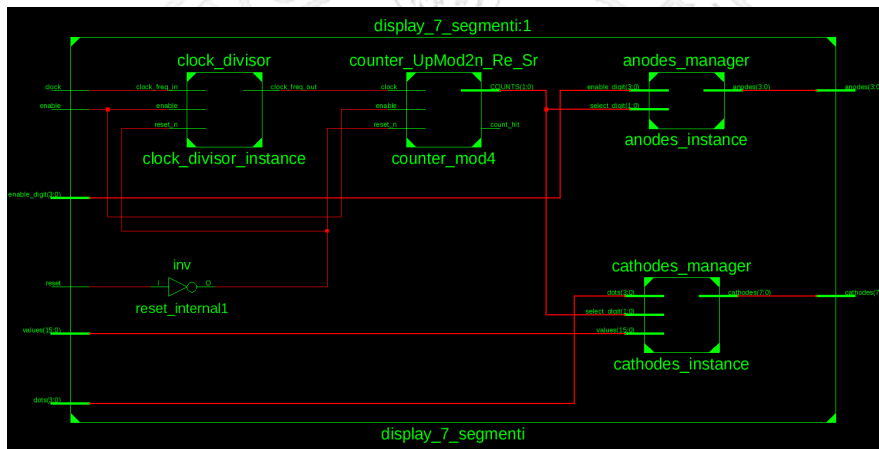 display_7_segmenti:1
clock_divisor
counter_UpMod2n_Re_Sr
anodes_manager
clock
clock_freq_in
clock_freq_out
clock
COUNTS(1:0)
enable_digit(3:0)
anodes(3:0)
enable
enable
enable
select_digit(1:0)
reset_n
reset_n
count_hit
clock_divisor_instance
counter_mod4
anodes_instance
enable_digit(3:0)
inv
cathodes_manager
reset
I
O
dots(3:0)
cathodes(7:0)
cathodes(7
reset_internal1
select_digit(1:0)
values(15:0)
values(15:0)
cathodes_instance
dots(3:0)
display_7_segmenti